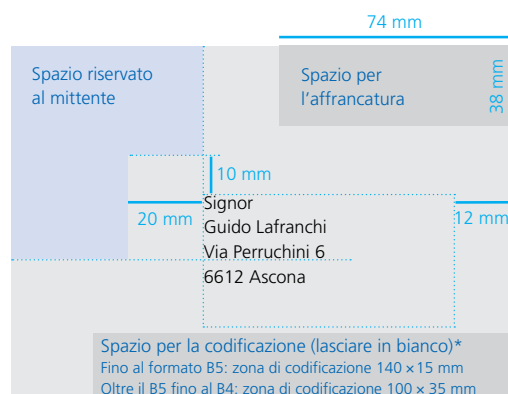 74 mm
Spazio riservato
al mittente
Spazio per
l'affrancatura
38 mm
10 mm
20 mm
12 mm
Signor
Guido Lafranchi
Via Perruchini 6
6612 Ascona
Spazio per la codificazione (lasciare in bianco)*
Fino al formato B5: zona di codificazione 140 × 15 mm
Oltre il B5 fino al B4: zona di codificazione 100 × 35 mm